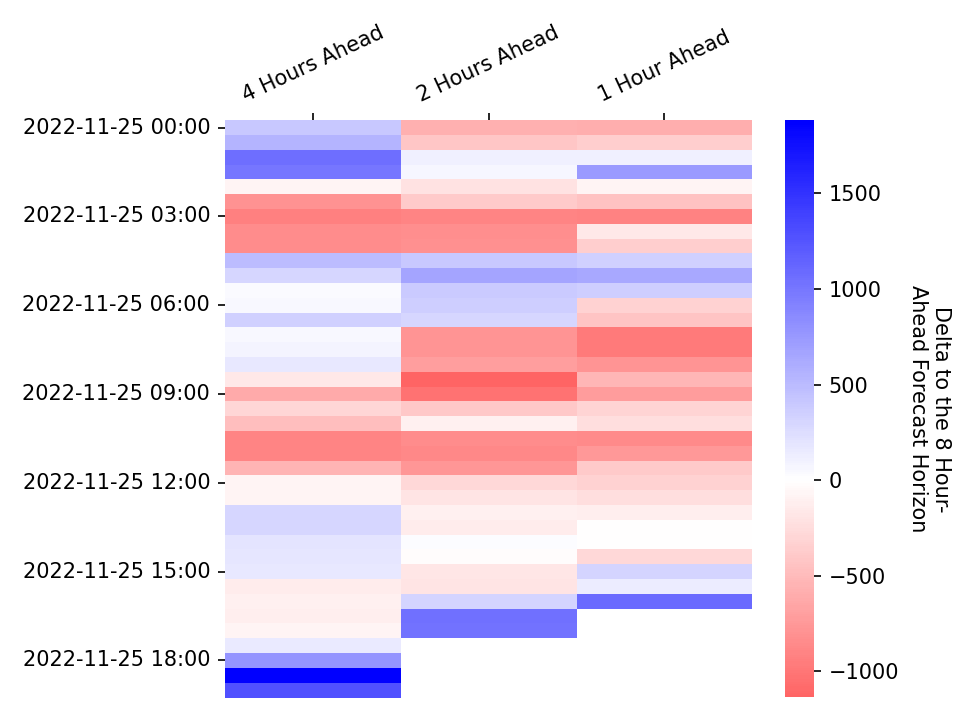 4 Hours Ahead
2 Hours Ahead
1 Hour Ahead
2022-11-25 00:00
2022-11-25 03:00
2022-11-25 06:00
2022-11-25 09:00
2022-11-25 12:00
2022-11-25 15:00
2022-11-25 18:00
1500
1000
500
0
−500
−1000
Delta to the 8 Hour-
Ahead Forecast Horizon